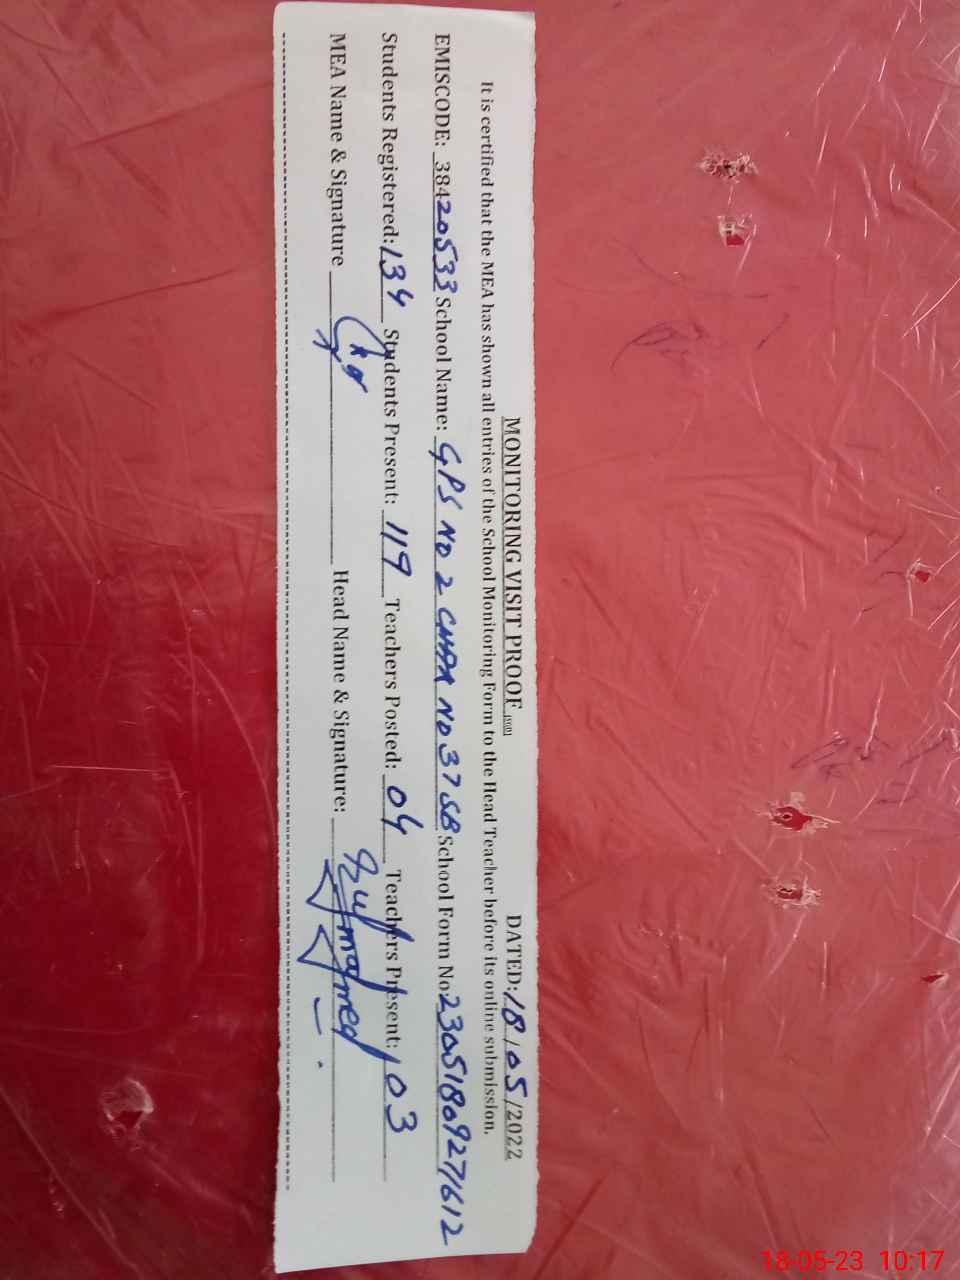 MONITORING VISIT PROOF DATED: 18/05/2022
It is certified that the MEA has shown all entries of the School Monitoring Form to the Head Teacher before its online submission.
EMISCODE: 38420533 School Name: GPS NO 2 CHAK NO 37 SB School Form No 23051809271612
Students Registered: 134 Students Present: 119 Teachers Posted: 04 Teachers Present: 03
MEA Name & Signature Head Name & Signature:
18-05-23 10:17